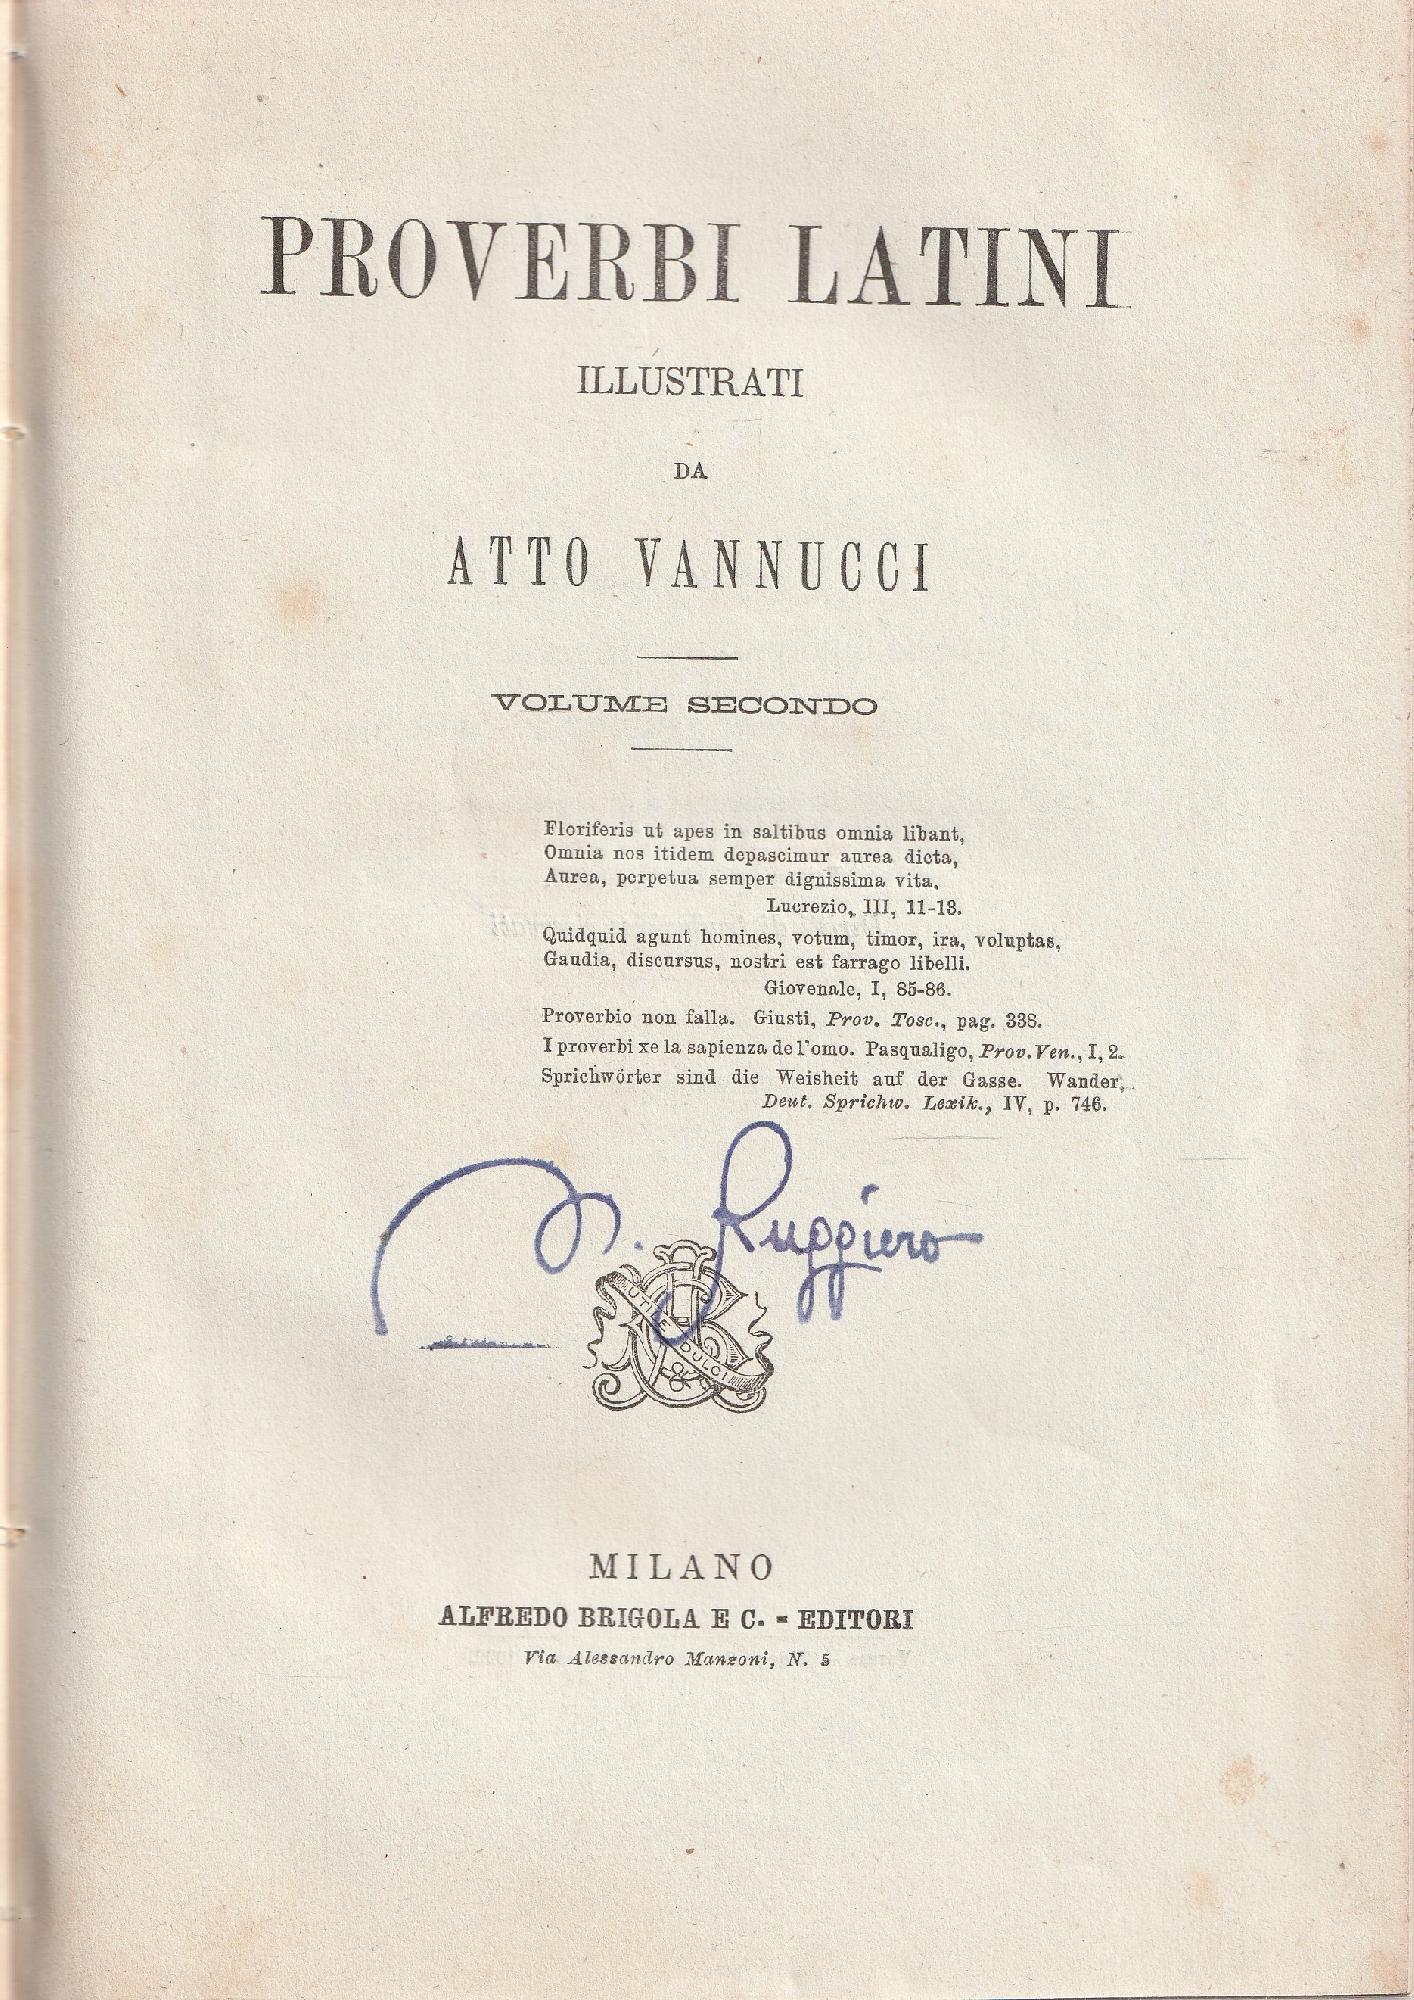 PROVERBI LATINI
ILLUSTRATI
DA
ATTO VANNUCCI
VOLUME SECONDO
Floriferis ut apes in saltibus omnia libant,
Omnia nos itidem depascimur aurea dicta,
Aurea, perpetua semper dignissima vita.
Lucrezio, III, 11-13.
Quidquid agunt homines, votum, timor, ira, voluptas,
Gaudia, discursus, nostri est farrago libelli.
Giovenale, I, 85-86.
Proverbio non falla. Giusti, Prov. Tosc., pag. 338.
I proverbi xe la sapienza de l'omo. Pasqualigo, Prov. Ven., I, 2.
Sprichwörter sind die Weisheit auf der Gasse. Wander,
Deut. Sprichw. Lexik., IV, p. 746.
Ruggiero
UTILE DULCI
MILANO
ALFREDO BRIGOLA E C. - EDITORI
Via Alessandro Manzoni, N. 5